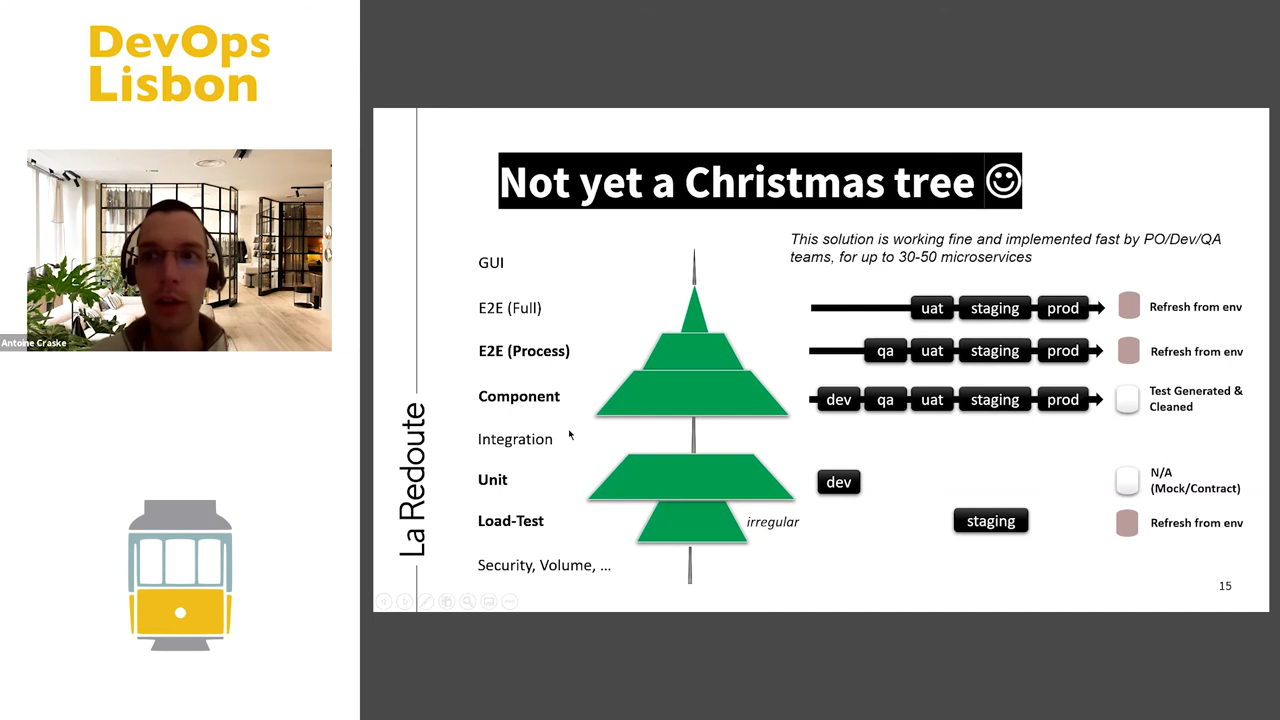 DevOps
Lisbon
Antoine Craske
La Redoute
Not yet a Christmas tree ☺
This solution is working fine and implemented fast by PO/Dev/QA
teams, for up to 30-50 microservices
GUI
E2E (Full)
uat staging prod
Refresh from env
E2E (Process)
qa uat staging prod
Refresh from env
Component
dev qa uat staging prod
Test Generated &
Cleaned
Integration
Unit
dev
N/A
(Mock/Contract)
Load-Test
irregular
staging
Refresh from env
Security, Volume, ...
15